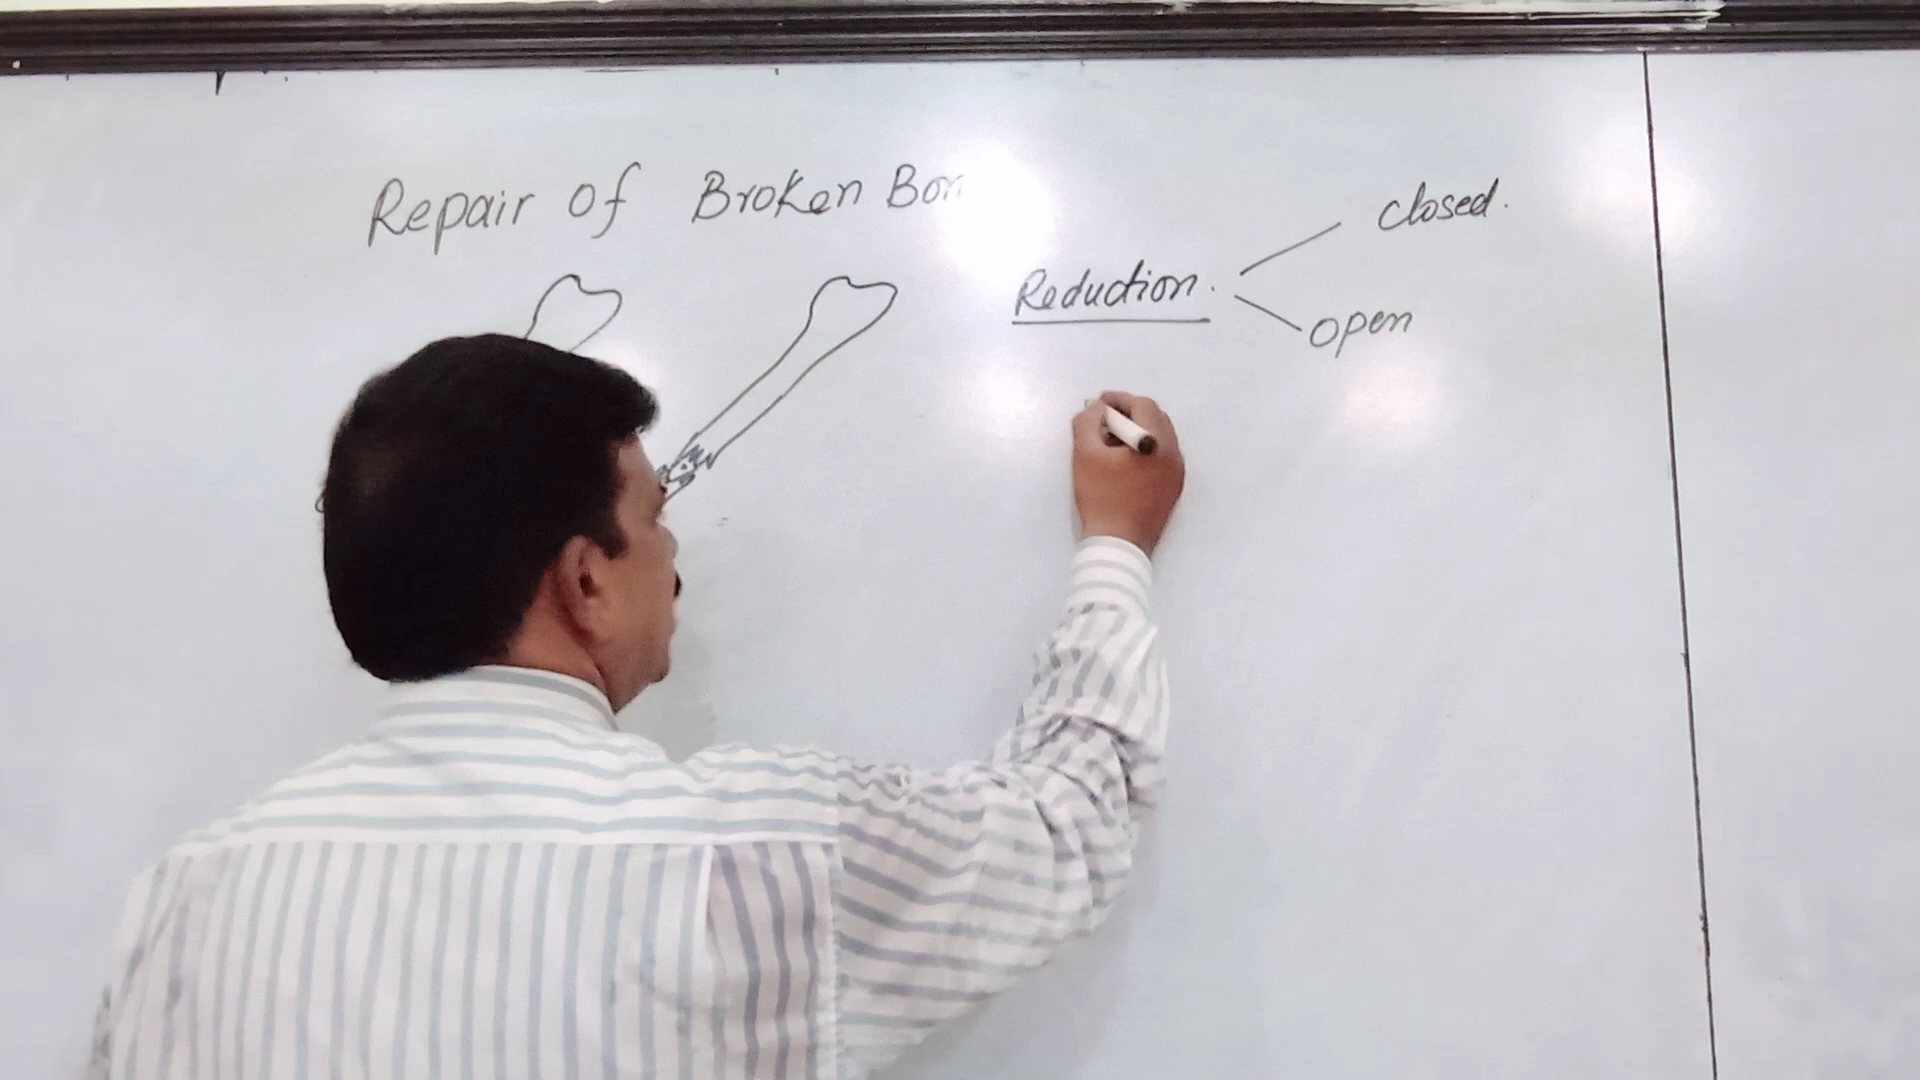 Repair of Broken Bon
Reduction.
closed.
open